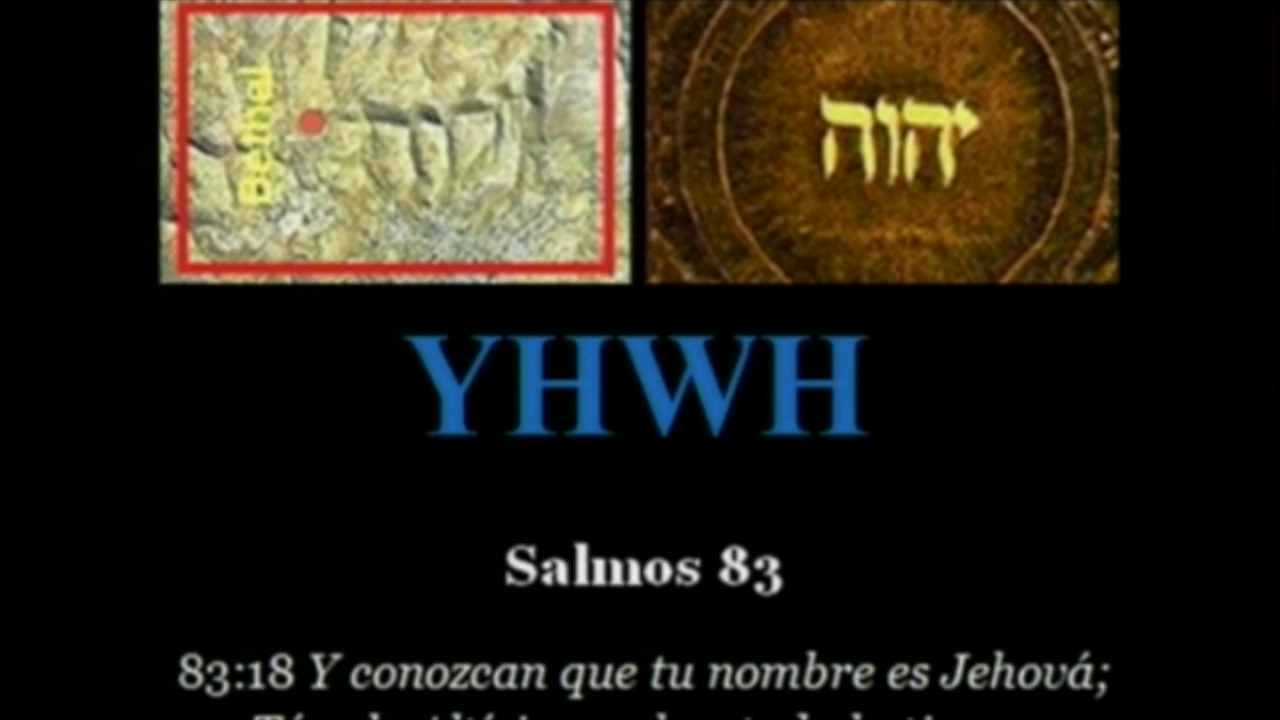 Bethel
יהוה
YHWH
Salmos 83
83:18 Y conozcan que tu nombre es Jehová;